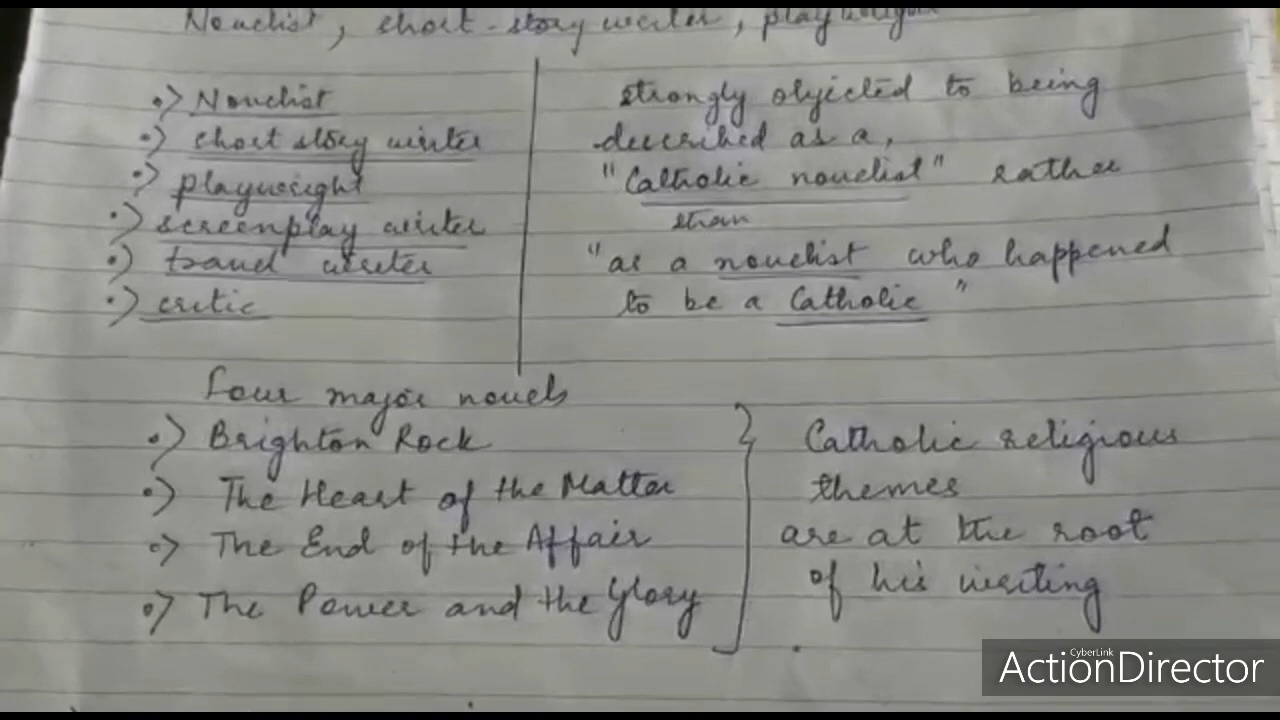 Novelist, short-story writer, playwright
•> Novelist
•> short story writer
•> playwright
•> screenplay writer
•> travel writer
•> critic
strongly objected to being
described as a,
"Catholic novelist" rather
than
"as a novelist who happened
to be a Catholic"
Four major novels
•> Brighton Rock
•> The Heart of the Matter
•> The End of the Affair
•> The Power and the Glory
Catholic religious
themes
are at the root
of his writing
CyberLink
ActionDirector